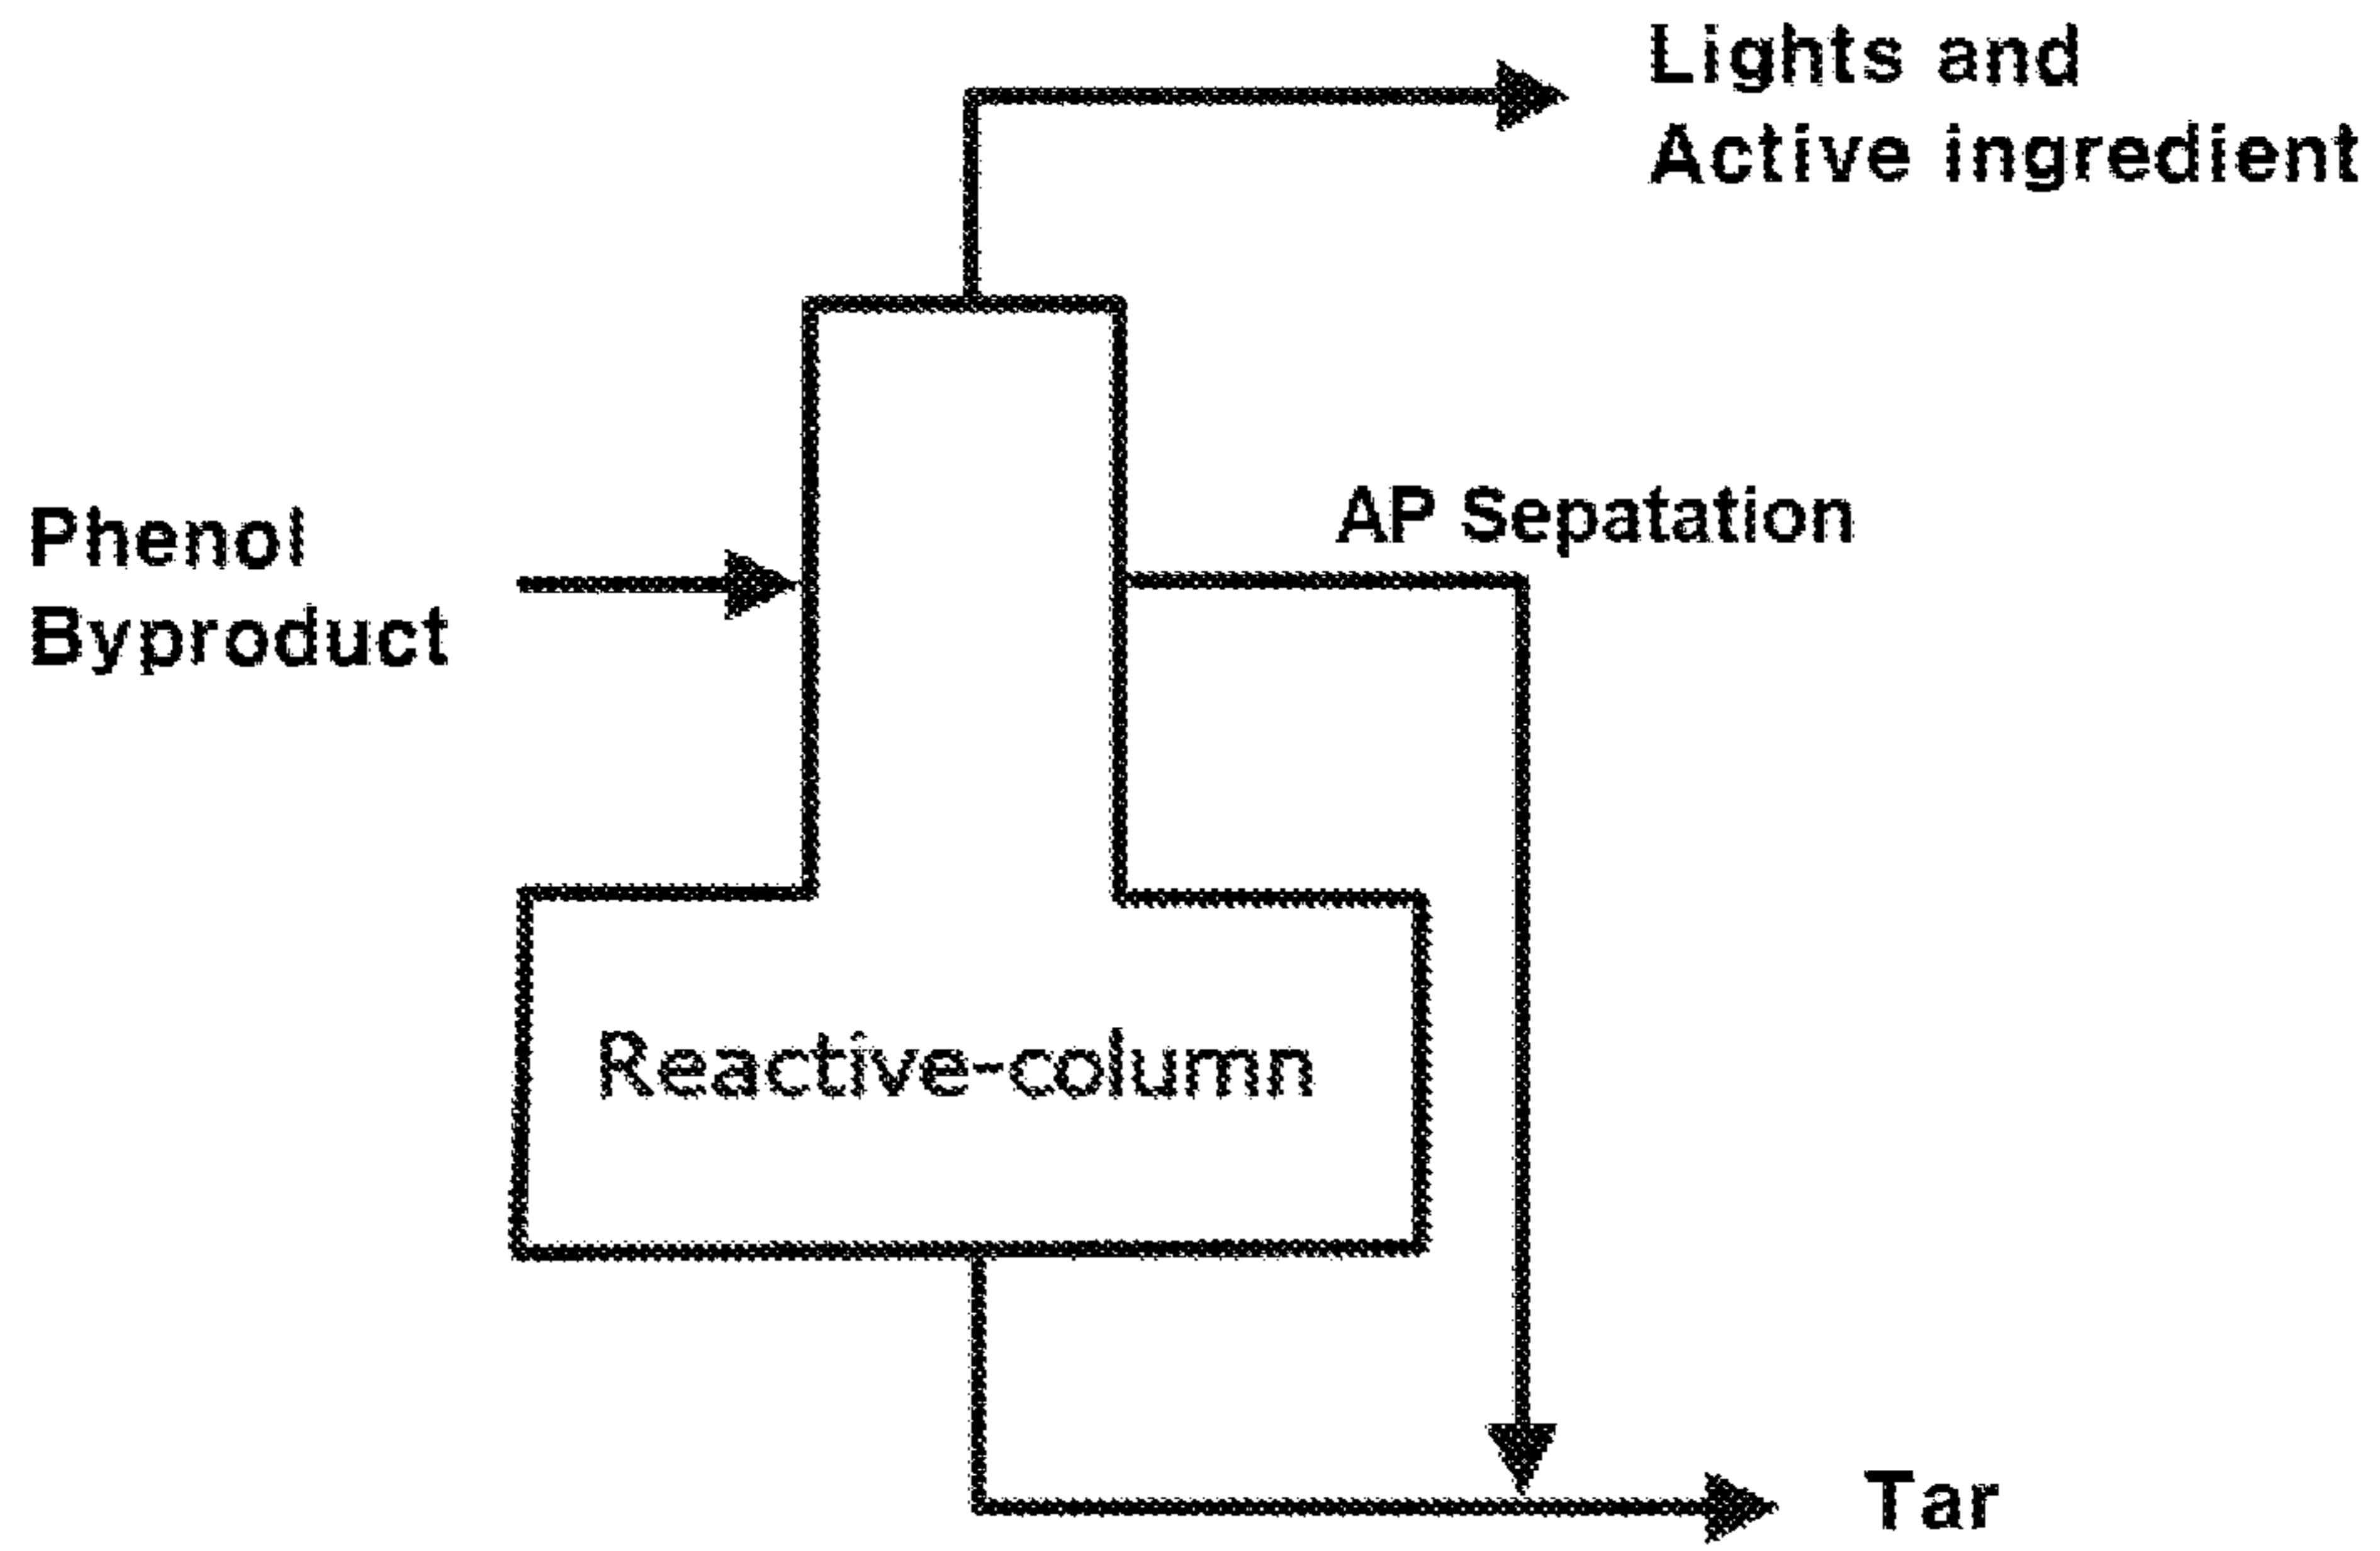 Lights and
Active ingredient
AP Sepatation
Phenol
Byproduct
Reactive-column
Tar